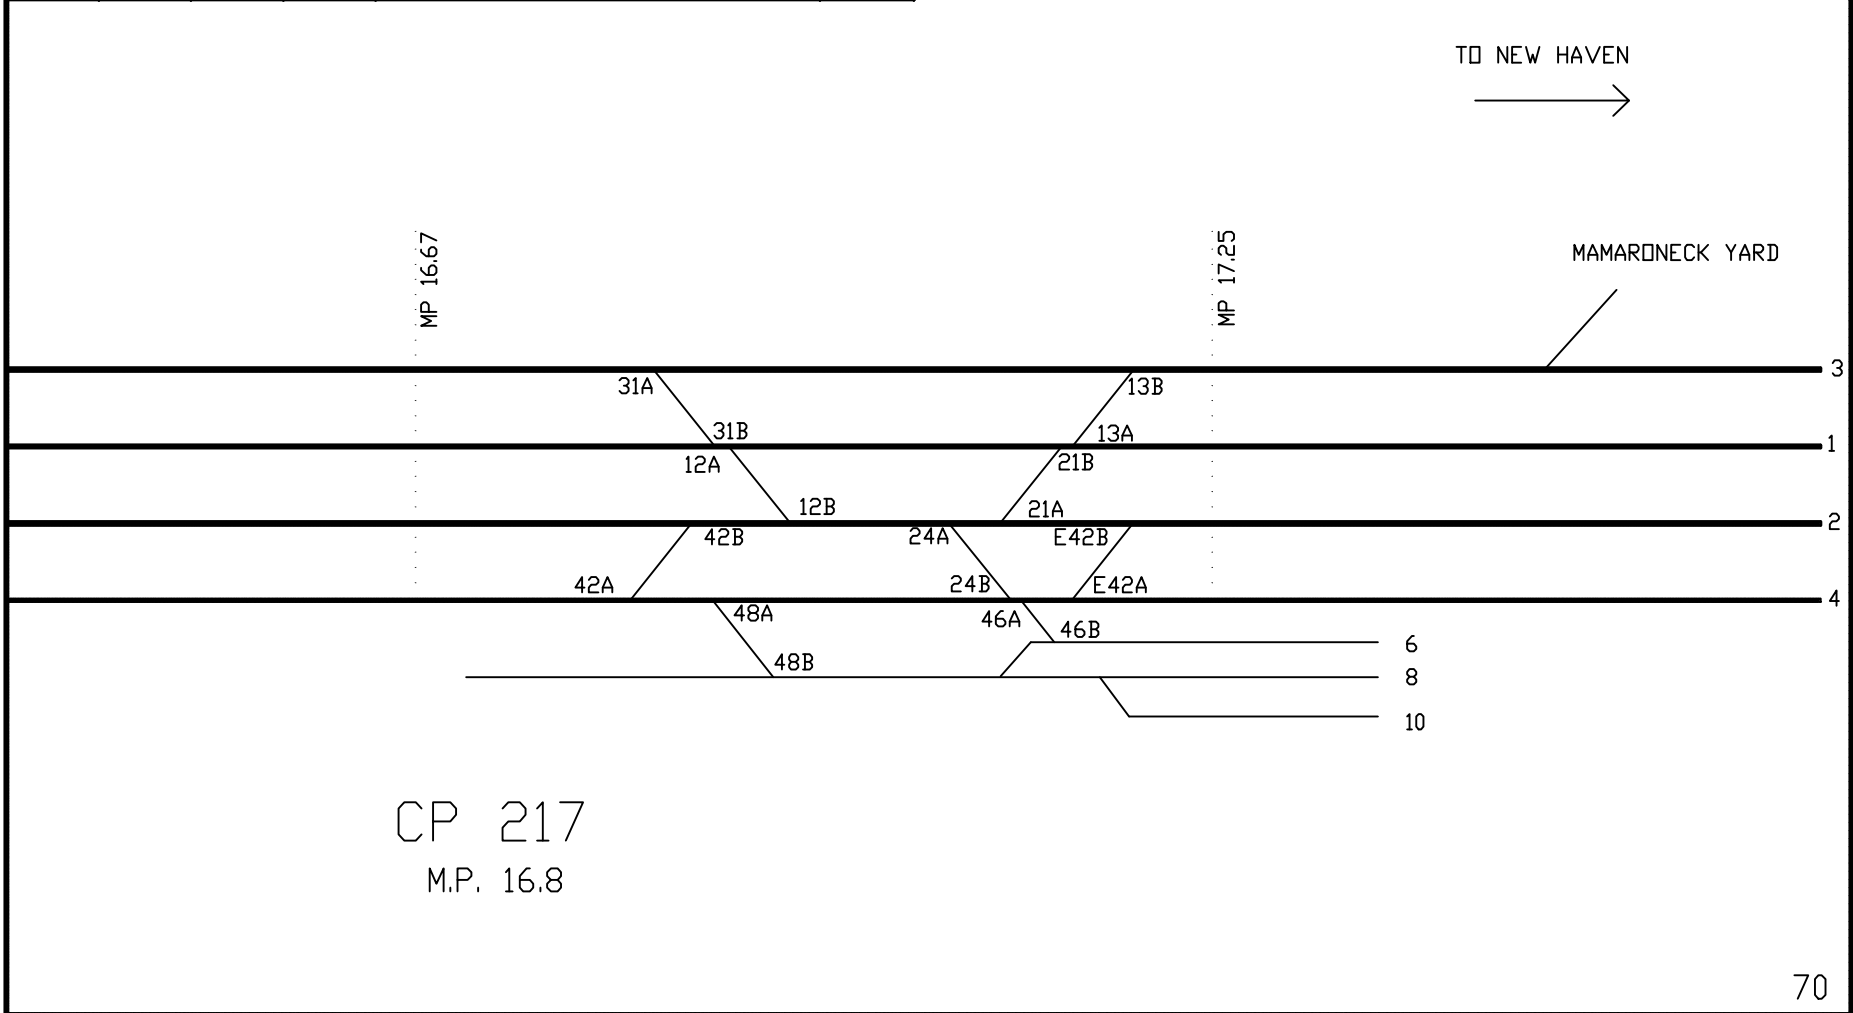 TO NEW HAVEN
MP 16.67
MP 17.25
MAMARONECK YARD
3
31A
13B
31B
13A
1
12A
21B
12B
21A
2
42B
24A
E42B
42A
24B
E42A
4
48A
46A
46B
6
48B
8
10
CP 217
M.P. 16.8
70